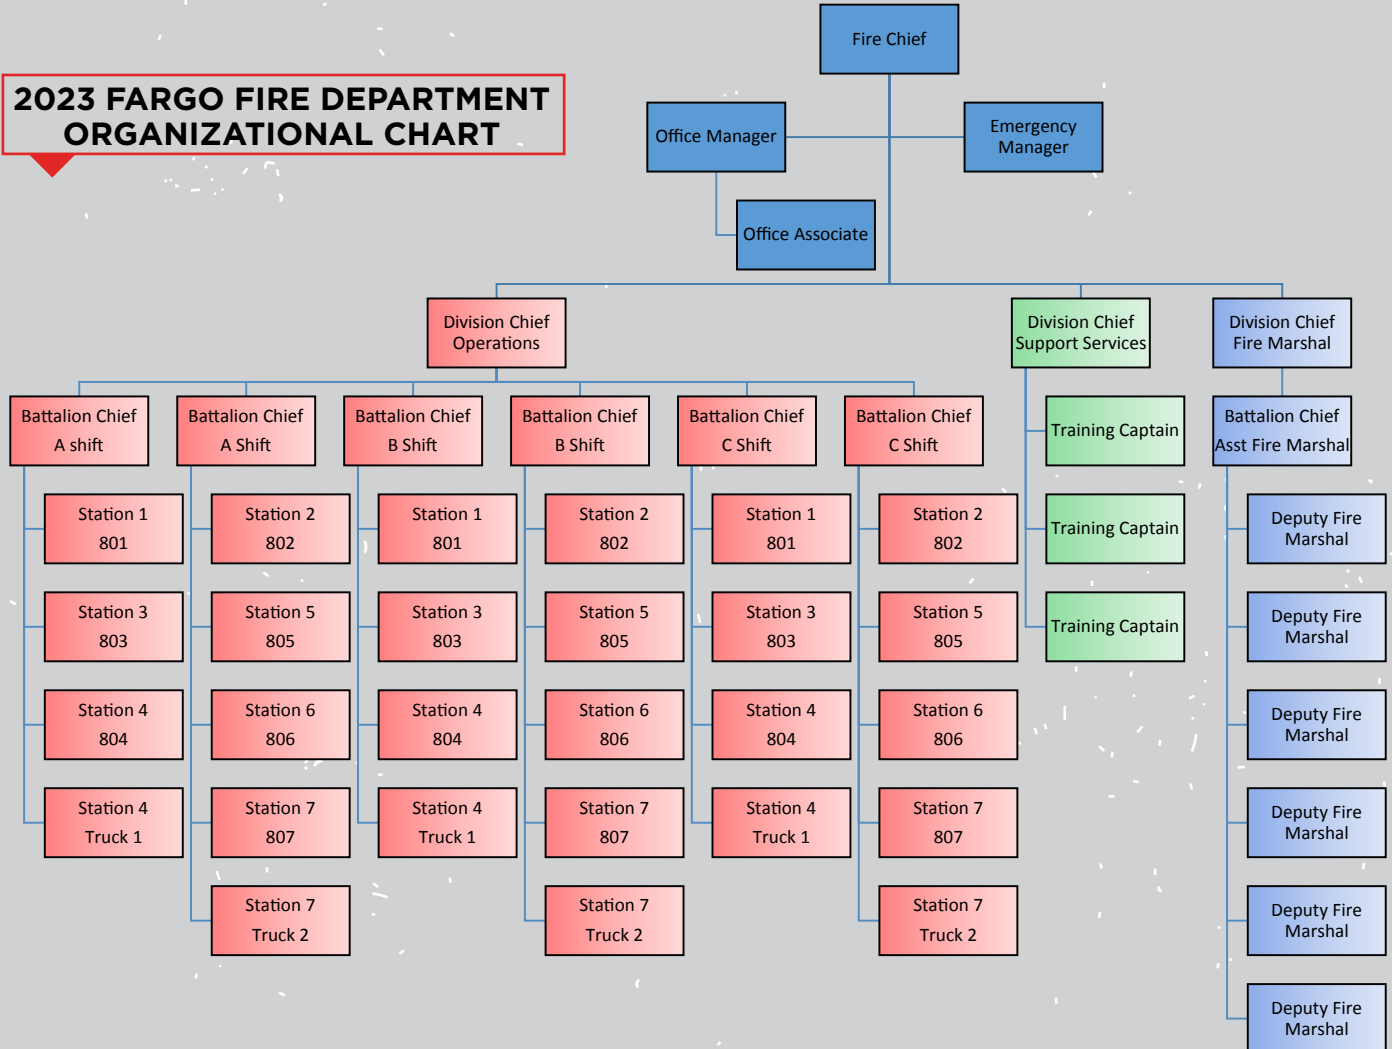 2023 FARGO FIRE DEPARTMENT
ORGANIZATIONAL CHART
Fire Chief
Office Manager
Emergency
Manager
Office Associate
Division Chief
Operations
Division Chief
Support Services
Division Chief
Fire Marshal
Battalion Chief
A shift
Battalion Chief
A Shift
Battalion Chief
B Shift
Battalion Chief
B Shift
Battalion Chief
C Shift
Battalion Chief
C Shift
Training Captain
Battalion Chief
Asst Fire Marshal
Station 1
801
Station 2
802
Station 1
801
Station 2
802
Station 1
801
Station 2
802
Training Captain
Deputy Fire
Marshal
Station 3
803
Station 5
805
Station 3
803
Station 5
805
Station 3
803
Station 5
805
Training Captain
Deputy Fire
Marshal
Station 4
804
Station 6
806
Station 4
804
Station 6
806
Station 4
804
Station 6
806
Deputy Fire
Marshal
Station 4
Truck 1
Station 7
807
Station 4
Truck 1
Station 7
807
Station 4
Truck 1
Station 7
807
Deputy Fire
Marshal
Station 7
Truck 2
Station 7
Truck 2
Station 7
Truck 2
Deputy Fire
Marshal
Deputy Fire
Marshal